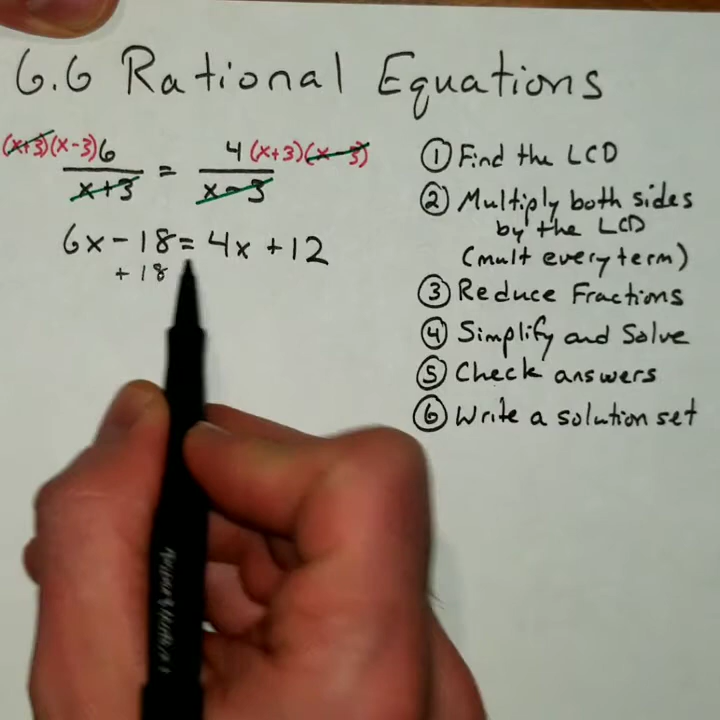 6.6 Rational Equations
(x+3)(x-3)6 = 4(x+3)(x-3)
x+3 x-3
6x-18=4x+12
+18
① Find the LCD
② Multiply both sides
by the LCD
(mult every term)
③ Reduce Fractions
④ Simplify and Solve
⑤ Check answers
⑥ Write a solution set